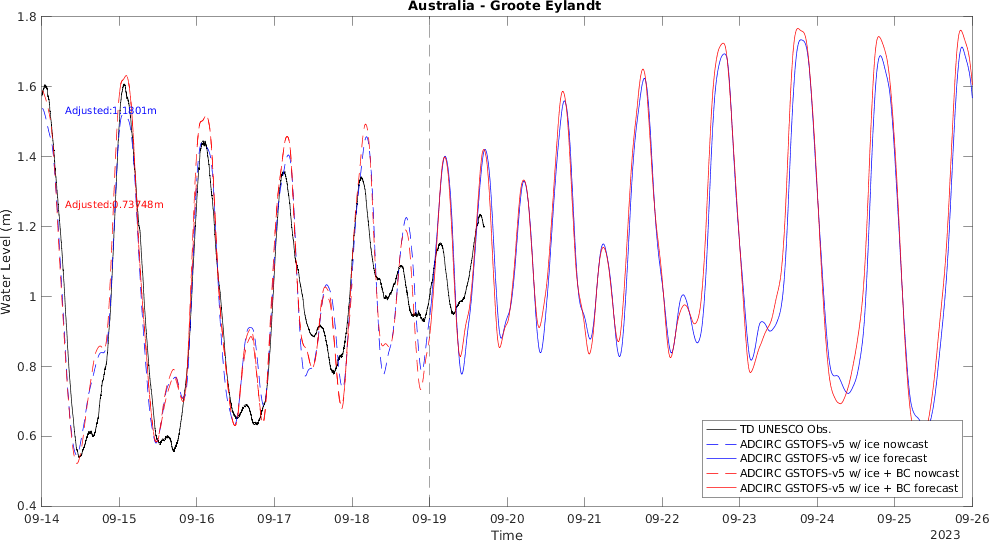 Australia - Groote Eylandt
1.8
1.6
1.4
1.2
1
0.8
0.6
0.4
Water Level (m)
Adjusted:1.1301m
Adjusted:0.73748m
TD UNESCO Obs.
ADCIRC GSTOFS-v5 w/ ice nowcast
ADCIRC GSTOFS-v5 w/ ice forecast
ADCIRC GSTOFS-v5 w/ ice + BC nowcast
ADCIRC GSTOFS-v5 w/ ice + BC forecast
09-14 09-15 09-16 09-17 09-18 09-19 09-20 09-21 09-22 09-23 09-24 09-25 09-26
Time
2023